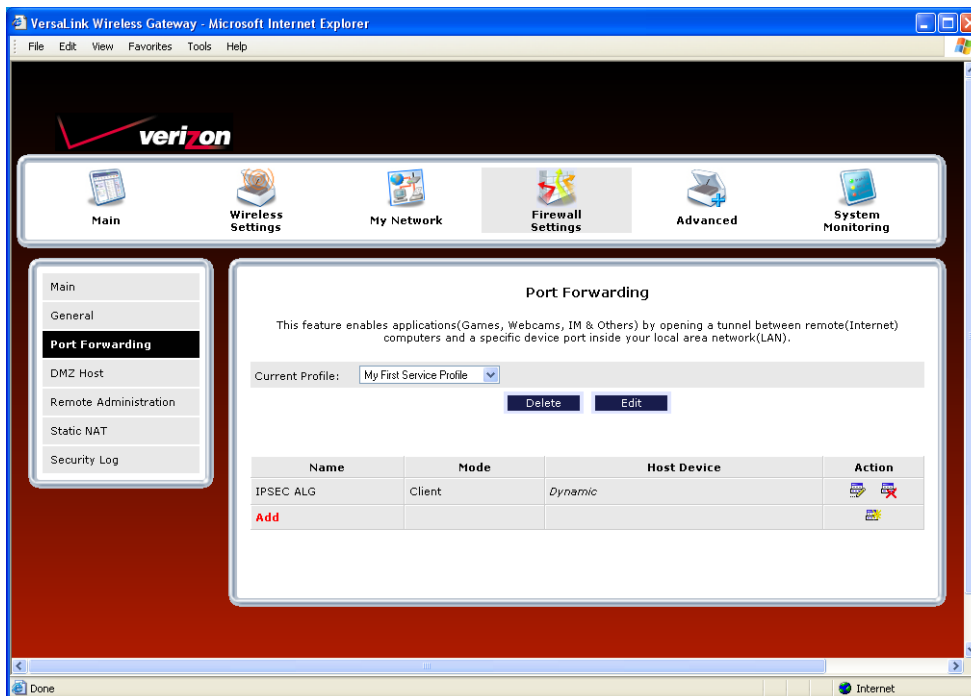 VersaLink Wireless Gateway - Microsoft Internet Explorer
File Edit View Favorites Tools Help
verizon
Main
Wireless Settings
My Network
Firewall Settings
Advanced
System Monitoring
Main
General
Port Forwarding
DMZ Host
Remote Administration
Static NAT
Security Log
Port Forwarding
This feature enables applications(Games, Webcams, IM & Others) by opening a tunnel between remote(Internet)
computers and a specific device port inside your local area network(LAN).
Current Profile: My First Service Profile
Delete Edit
Name Mode Host Device Action
IPSEC ALG Client Dynamic
Add
Done Internet